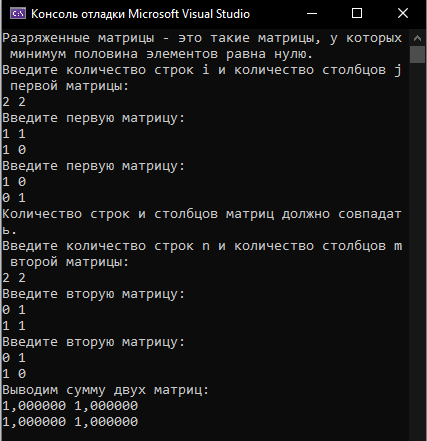 Консоль отладки Microsoft Visual Studio
Разряженные матрицы - это такие матрицы, у которых
минимум половина элементов равна нулю.
Введите количество строк i и количество столбцов j
первой матрицы:
2 2
Введите первую матрицу:
1 1
1 0
Введите первую матрицу:
1 0
0 1
Количество строк и столбцов матриц должно совпадат
ь.
Введите количество строк n и количество столбцов m
второй матрицы:
2 2
Введите вторую матрицу:
0 1
1 1
Введите вторую матрицу:
0 1
1 0
Выводим сумму двух матриц:
1,000000 1,000000
1,000000 1,000000